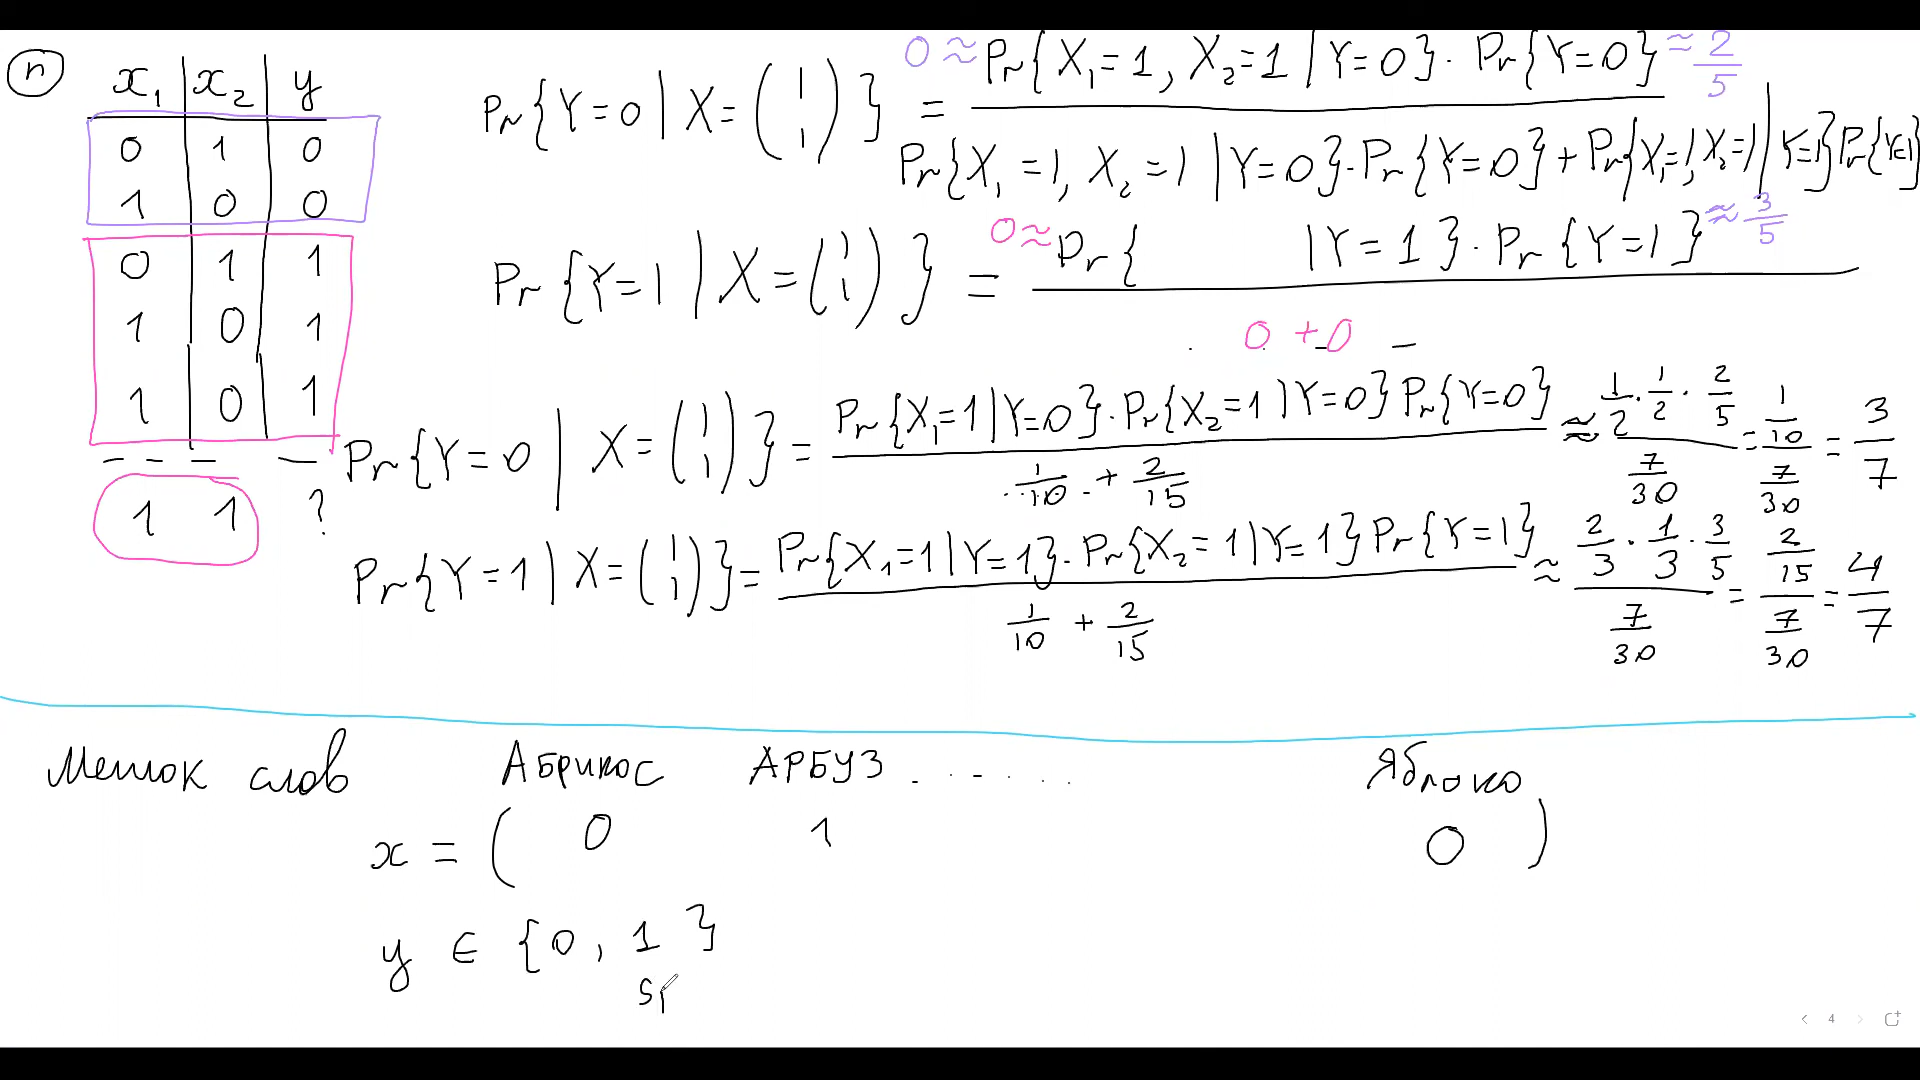 n
x₁ | x₂ | y
0 1 0
1 0 0
0 1 1
1 0 1
1 0 1
1 1 ?
Pr{Y=0 | X=(1 1)} = 0 ≈ Pr{X₁=1, X₂=1 | Y=0} · Pr{Y=0} ≈ 2/5
Pr{X₁=1, X₂=1 | Y=0} · Pr{Y=0} + Pr{X₁=1, X₂=1 | Y=1} Pr{Y=1}
Pr{Y=1 | X=(1 1)} = 0 ≈ Pr{ | Y=1} · Pr{Y=1} ≈ 3/5
0 + 0
Pr{Y=0 | X=(1 1)} = Pr{X₁=1 | Y=0} · Pr{X₂=1 | Y=0} Pr{Y=0} / (1/10 + 2/15) ≈ (1/2 · 1/2 · 2/5) / (7/30) = (1/10) / (7/30) = 3/7
Pr{Y=1 | X=(1 1)} = Pr{X₁=1 | Y=1} · Pr{X₂=1 | Y=1} Pr{Y=1} / (1/10 + 2/15) ≈ (2/3 · 1/3 · 3/5) / (7/30) = (2/15) / (7/30) = 4/7
Мешок слов Абрикос АРБУЗ ...... Яблоко
x = ( 0 1 0 )
y ∈ {0, 1}
sp
4